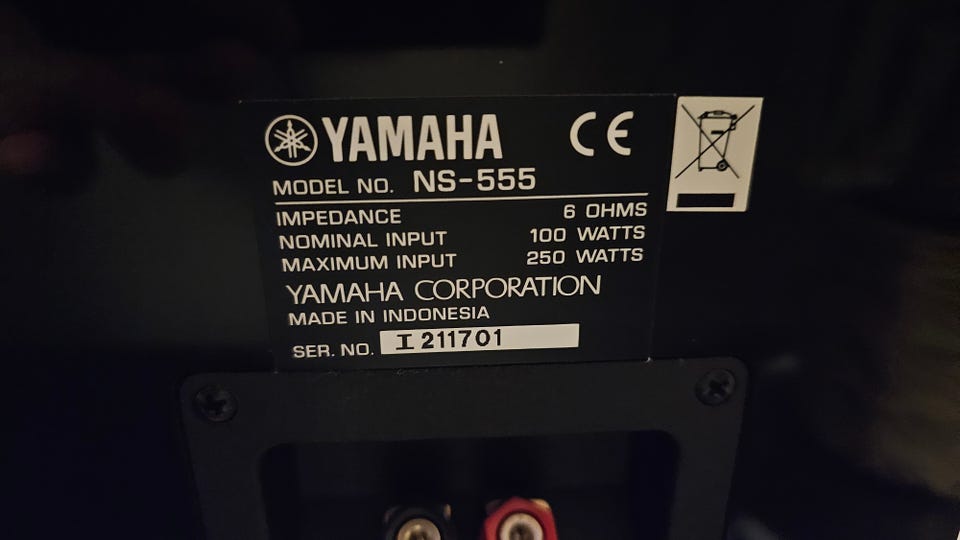 YAMAHA CE
MODEL NO. NS-555
IMPEDANCE 6 OHMS
NOMINAL INPUT 100 WATTS
MAXIMUM INPUT 250 WATTS
YAMAHA CORPORATION
MADE IN INDONESIA
SER. NO. I 211701